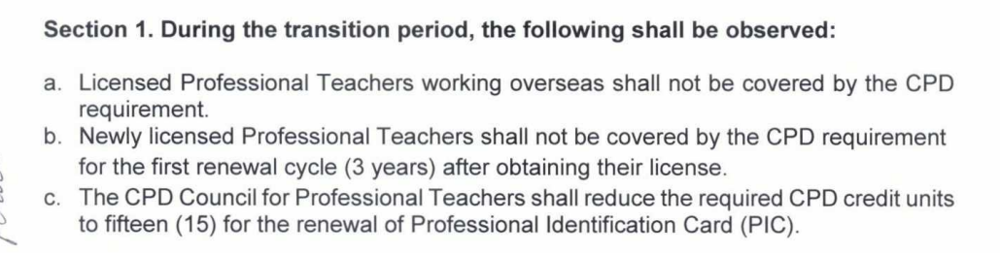 Section 1. During the transition period, the following shall be observed:
a. Licensed Professional Teachers working overseas shall not be covered by the CPD
requirement.
b. Newly licensed Professional Teachers shall not be covered by the CPD requirement
for the first renewal cycle (3 years) after obtaining their license.
c. The CPD Council for Professional Teachers shall reduce the required CPD credit units
to fifteen (15) for the renewal of Professional Identification Card (PIC).